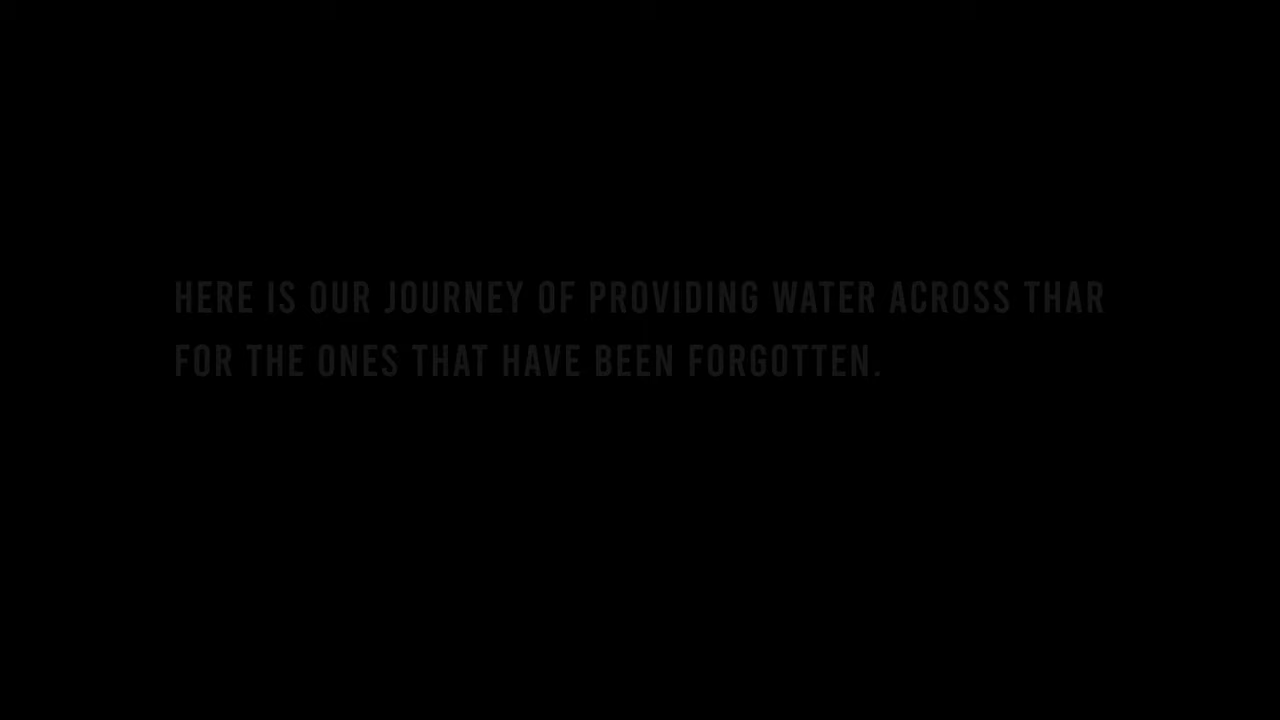 HERE IS OUR JOURNEY OF PROVIDING WATER ACROSS THAR
FOR THE ONES THAT HAVE BEEN FORGOTTEN.